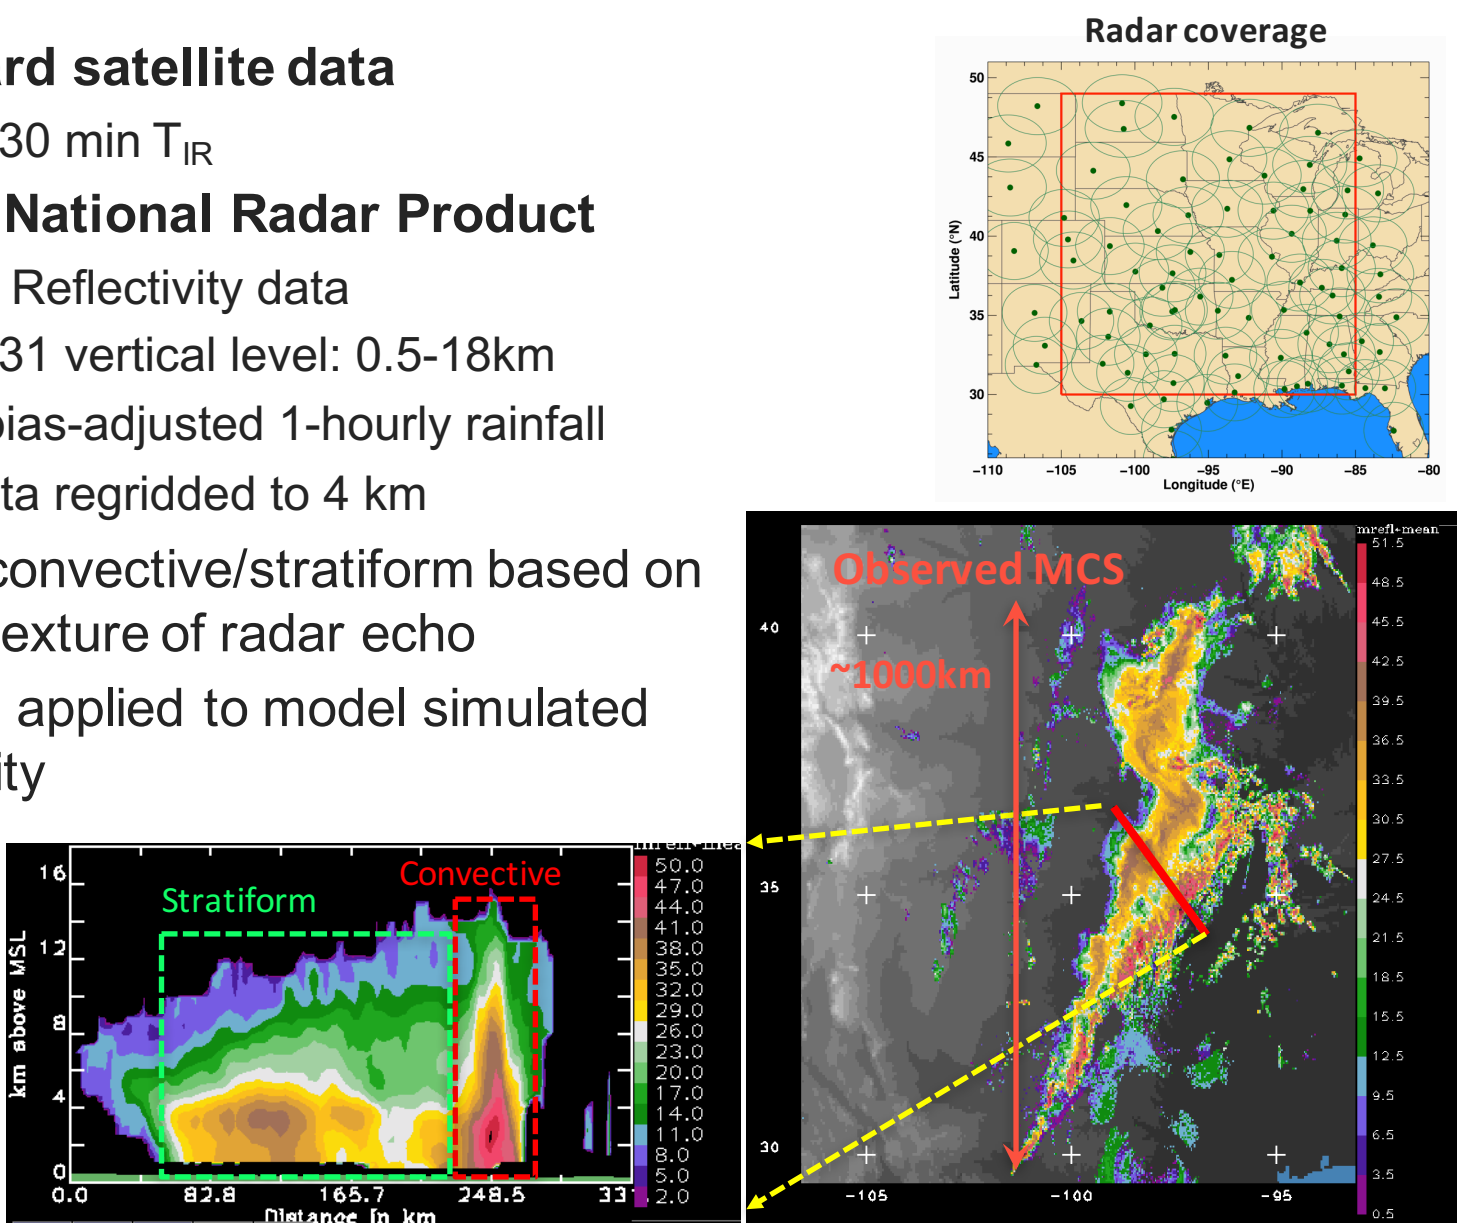 rd satellite data
30 min TIR
National Radar Product
Reflectivity data
31 vertical level: 0.5-18km
ias-adjusted 1-hourly rainfall
ta regridded to 4 km
convective/stratiform based on
exture of radar echo
applied to model simulated
ity
Radar coverage
50
45
40
35
30
Latitude (°N)
−110 −105 −100 −95 −90 −85 −80
Longitude (°E)
Observed MCS
~1000km
40
35
30
-105 -100 -95
mrefl-mean
51.5
48.5
45.5
42.5
39.5
36.5
33.5
30.5
27.5
24.5
21.5
18.5
15.5
12.5
9.5
6.5
3.5
0.5
Stratiform
Convective
16
12
8
4
0
km above MSL
0.0 82.8 165.7 248.5
Distance in km
50.0
47.0
44.0
41.0
38.0
35.0
32.0
29.0
26.0
23.0
20.0
17.0
14.0
11.0
8.0
5.0
2.0